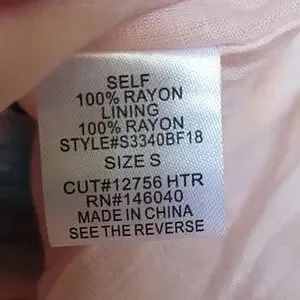 SELF
100% RAYON
LINING
100% RAYON
STYLE#S3340BF18
SIZE S
CUT#12756 HTR
RN#146040
MADE IN CHINA
SEE THE REVERSE